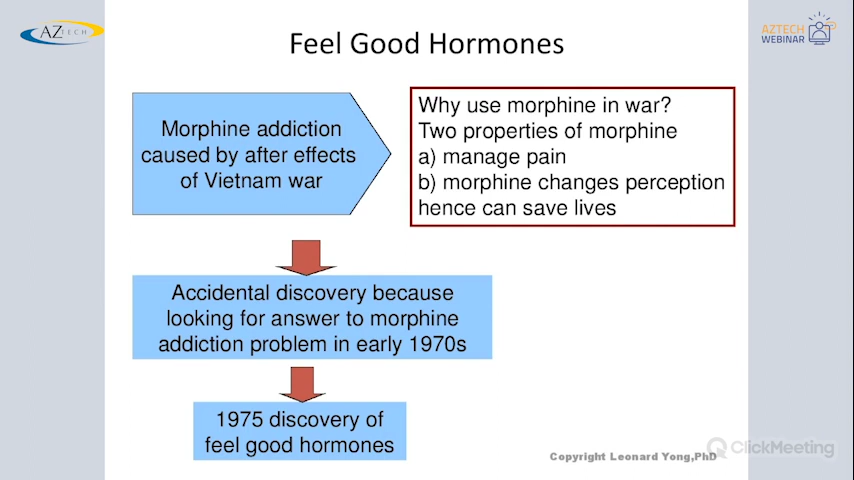 AZTECH
AZTECH
WEBINAR
Feel Good Hormones
Morphine addiction
caused by after effects
of Vietnam war
Why use morphine in war?
Two properties of morphine
a) manage pain
b) morphine changes perception
hence can save lives
Accidental discovery because
looking for answer to morphine
addiction problem in early 1970s
1975 discovery of
feel good hormones
ClickMeeting
Copyright Leonard Yong,PhD